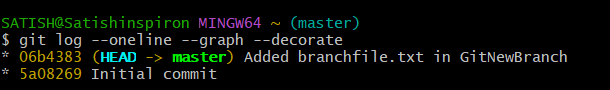 SATISH@Satishinspiron MINGW64 ~ (master)
$ git log --oneline --graph --decorate
* 06b4383 (HEAD -> master) Added branchfile.txt in GitNewBranch
* 5a08269 Initial commit